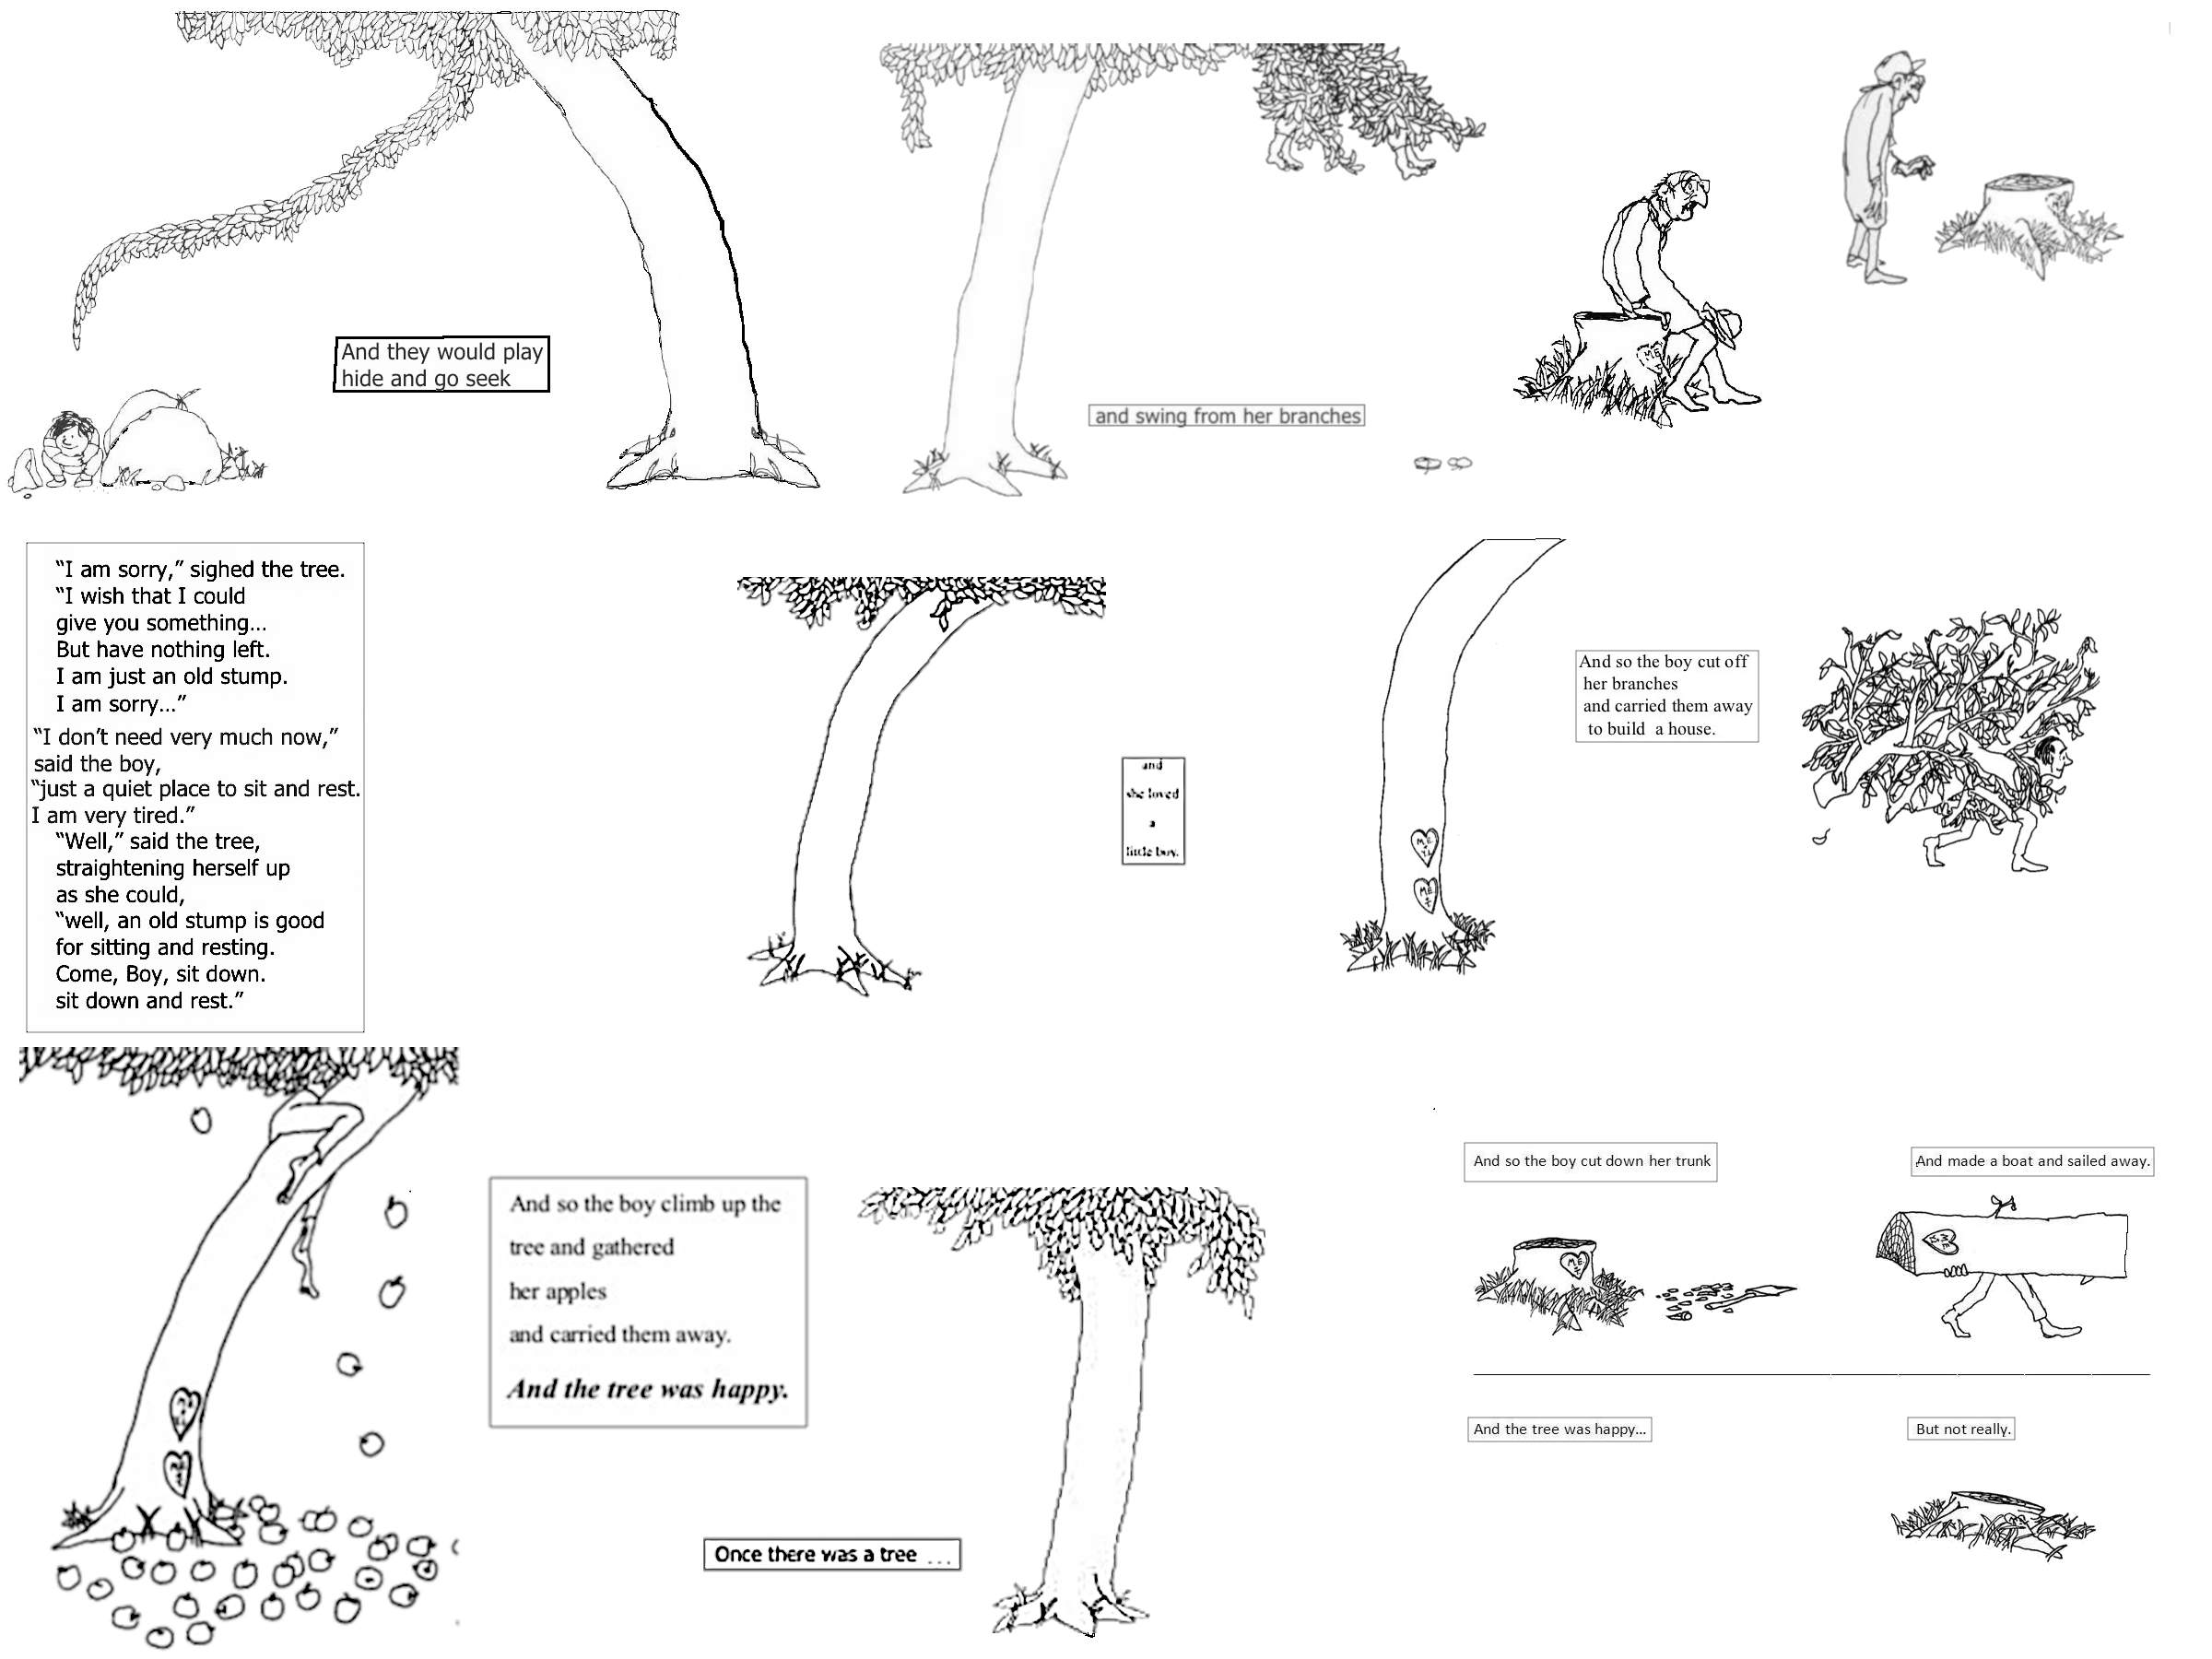 And they would play
hide and go seek
and swing from her branches
M.E.
“I am sorry,” sighed the tree.
“I wish that I could
give you something...
But have nothing left.
I am just an old stump.
I am sorry...”
“I don’t need very much now,”
said the boy,
“just a quiet place to sit and rest.
I am very tired.”
“Well,” said the tree,
straightening herself up
as she could,
“well, an old stump is good
for sitting and resting.
Come, Boy, sit down.
sit down and rest.”
and
she loved
a
little boy.
And so the boy cut off
her branches
and carried them away
to build a house.
M.E.
+
Y.L
M.E
+
T
And so the boy climb up the
tree and gathered
her apples
and carried them away.
And the tree was happy.
Once there was a tree ...
And so the boy cut down her trunk
And made a boat and sailed away.
M.E
+
And the tree was happy...
But not really.